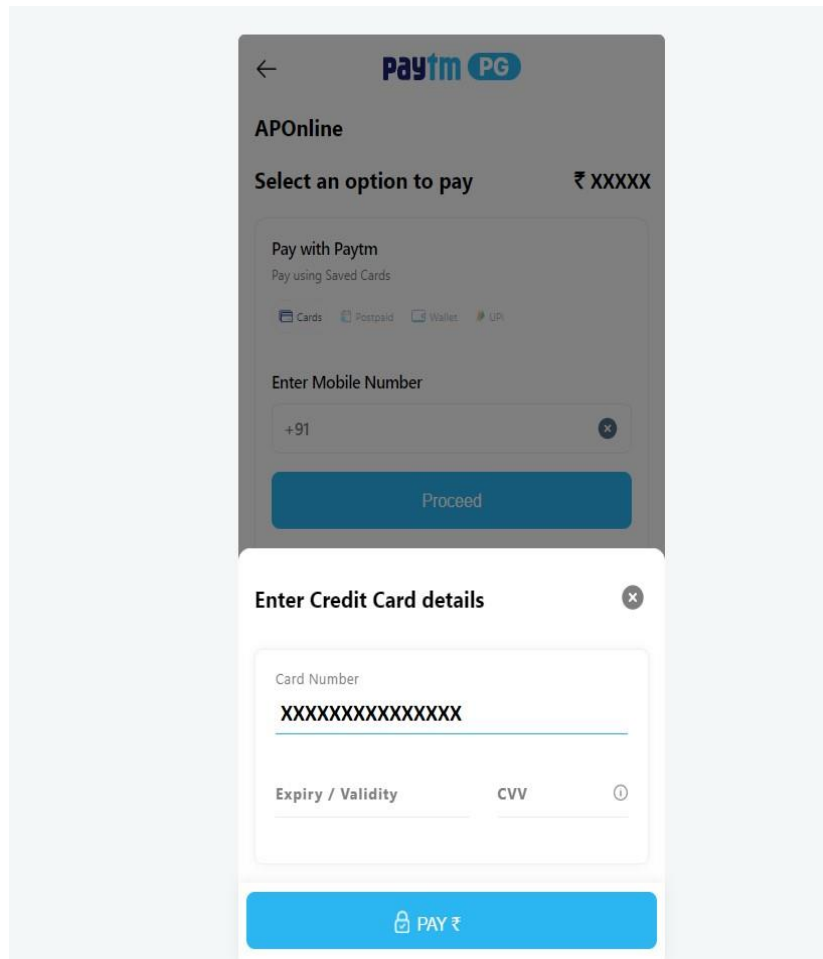 paytm PG
APOnline
Select an option to pay ₹ XXXXX
Pay with Paytm
Pay using Saved Cards
Cards Postpaid Wallet UPI
Enter Mobile Number
+91
Proceed
Enter Credit Card details
Card Number
XXXXXXXXXXXXXXX
Expiry / Validity CVV
PAY ₹